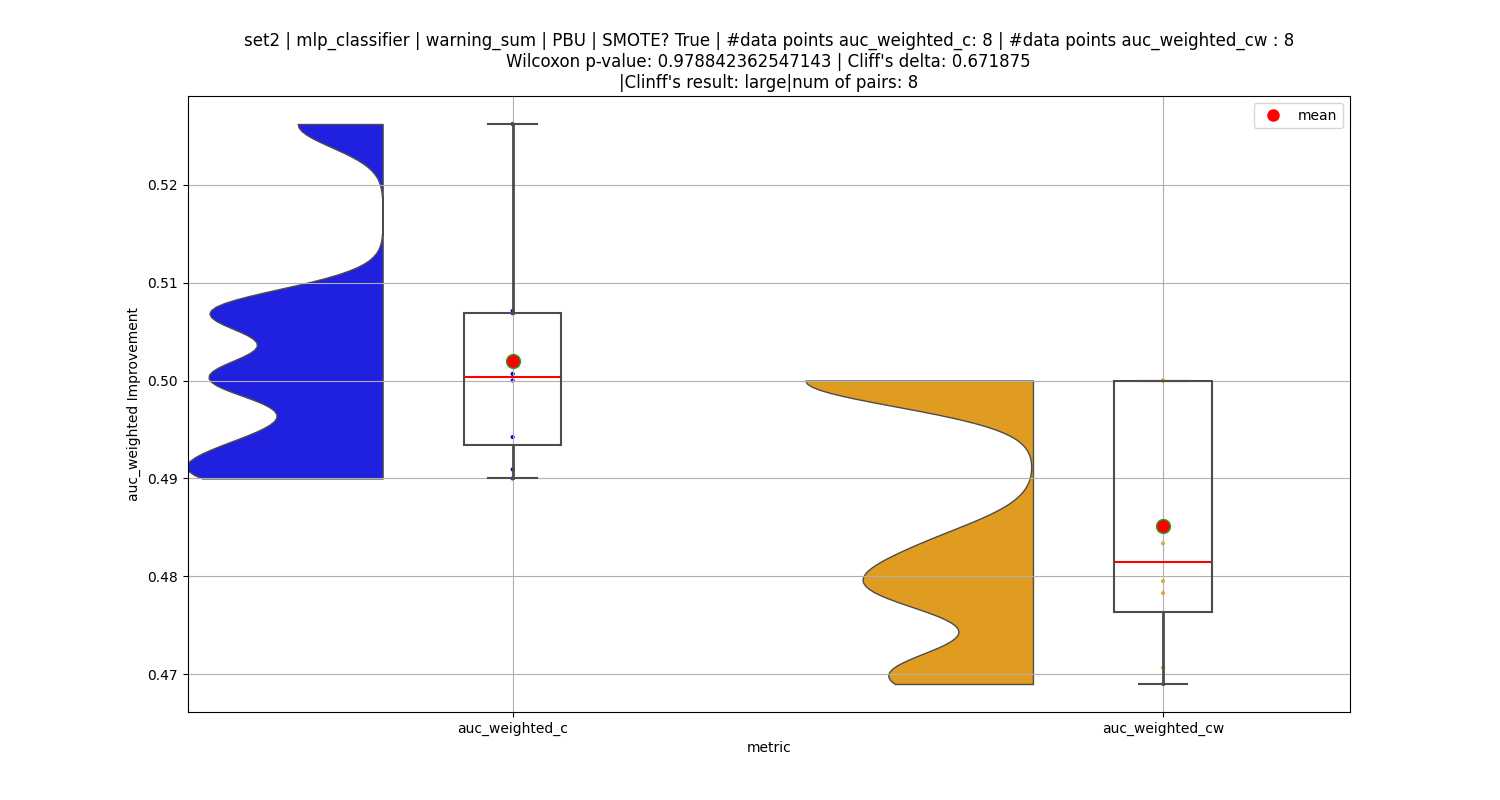 set2 | mlp_classifier | warning_sum | PBU | SMOTE? True | #data points auc_weighted_c: 8 | #data points auc_weighted_cw : 8
Wilcoxon p-value: 0.978842362547143 | Cliff's delta: 0.671875
|Clinff's result: large|num of pairs: 8
mean
0.52
0.51
0.50
0.49
0.48
0.47
auc_weighted Improvement
auc_weighted_c
auc_weighted_cw
metric